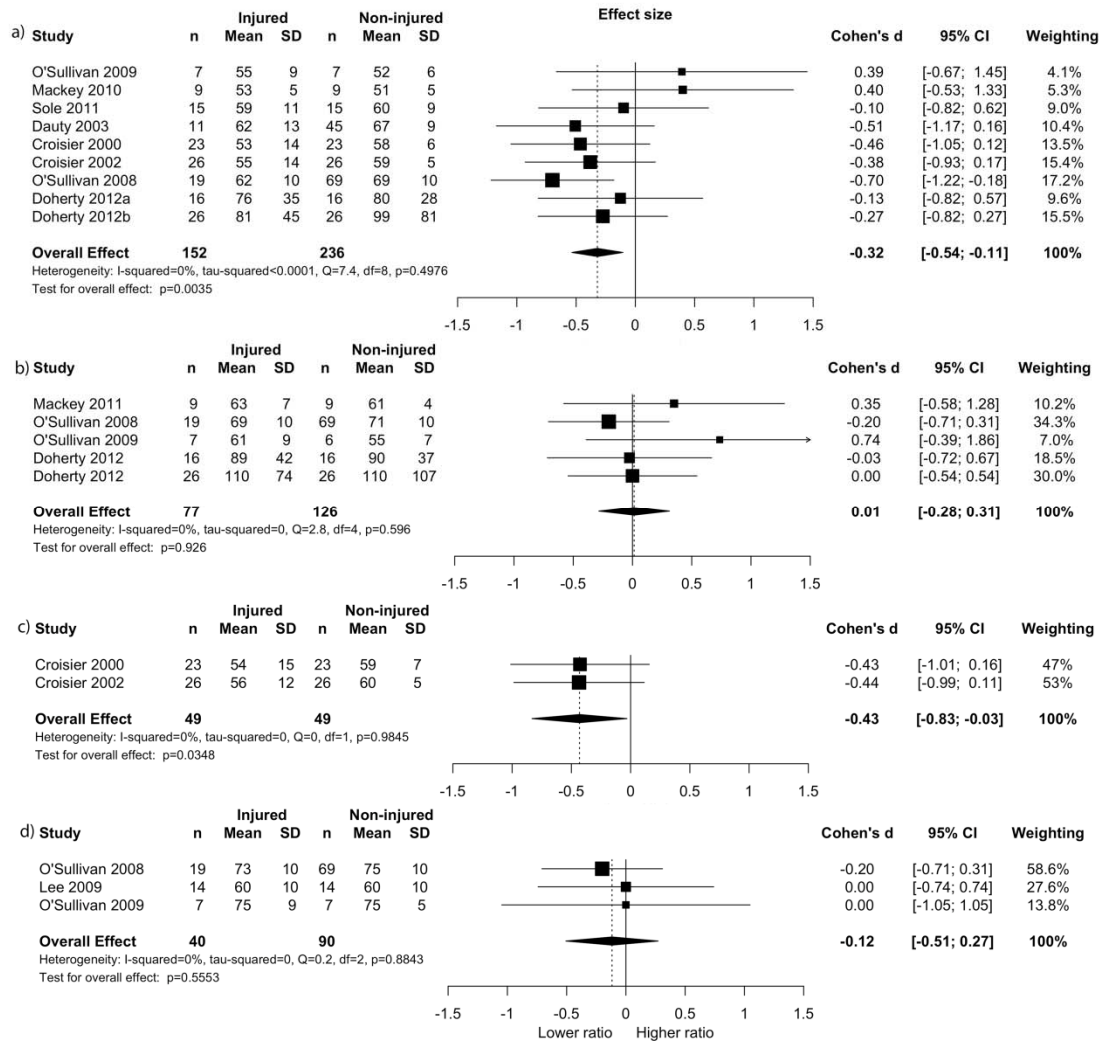 Injured Non-injured Effect size
a) Study n Mean SD n Mean SD Cohen's d 95% CI Weighting
O'Sullivan 2009 7 55 9 7 52 6 0.39 [-0.67; 1.45] 4.1%
Mackey 2010 9 53 5 9 51 5 0.40 [-0.53; 1.33] 5.3%
Sole 2011 15 59 11 15 60 9 -0.10 [-0.82; 0.62] 9.0%
Dauty 2003 11 62 13 45 67 9 -0.51 [-1.17; 0.16] 10.4%
Croisier 2000 23 53 14 23 58 6 -0.46 [-1.05; 0.12] 13.5%
Croisier 2002 26 55 14 26 59 5 -0.38 [-0.93; 0.17] 15.4%
O'Sullivan 2008 19 62 10 69 69 10 -0.70 [-1.22; -0.18] 17.2%
Doherty 2012a 16 76 35 16 80 28 -0.13 [-0.82; 0.57] 9.6%
Doherty 2012b 26 81 45 26 99 81 -0.27 [-0.82; 0.27] 15.5%
Overall Effect 152 236 -0.32 [-0.54; -0.11] 100%
Heterogeneity: I-squared=0%, tau-squared<0.0001, Q=7.4, df=8, p=0.4976
Test for overall effect: p=0.0035
-1.5 -1 -0.5 0 0.5 1 1.5
Injured Non-injured
b) Study n Mean SD n Mean SD Cohen's d 95% CI Weighting
Mackey 2011 9 63 7 9 61 4 0.35 [-0.58; 1.28] 10.2%
O'Sullivan 2008 19 69 10 69 71 10 -0.20 [-0.71; 0.31] 34.3%
O'Sullivan 2009 7 61 9 6 55 7 0.74 [-0.39; 1.86] 7.0%
Doherty 2012 16 89 42 16 90 37 -0.03 [-0.72; 0.67] 18.5%
Doherty 2012 26 110 74 26 110 107 0.00 [-0.54; 0.54] 30.0%
Overall Effect 77 126 0.01 [-0.28; 0.31] 100%
Heterogeneity: I-squared=0%, tau-squared=0, Q=2.8, df=4, p=0.596
Test for overall effect: p=0.926
-1.5 -1 -0.5 0 0.5 1 1.5
Injured Non-injured
c) Study n Mean SD n Mean SD Cohen's d 95% CI Weighting
Croisier 2000 23 54 15 23 59 7 -0.43 [-1.01; 0.16] 47%
Croisier 2002 26 56 12 26 60 5 -0.44 [-0.99; 0.11] 53%
Overall Effect 49 49 -0.43 [-0.83; -0.03] 100%
Heterogeneity: I-squared=0%, tau-squared=0, Q=0, df=1, p=0.9845
Test for overall effect: p=0.0348
-1.5 -1 -0.5 0 0.5 1 1.5
Injured Non-injured
d) Study n Mean SD n Mean SD Cohen's d 95% CI Weighting
O'Sullivan 2008 19 73 10 69 75 10 -0.20 [-0.71; 0.31] 58.6%
Lee 2009 14 60 10 14 60 10 0.00 [-0.74; 0.74] 27.6%
O'Sullivan 2009 7 75 9 7 75 5 0.00 [-1.05; 1.05] 13.8%
Overall Effect 40 90 -0.12 [-0.51; 0.27] 100%
Heterogeneity: I-squared=0%, tau-squared=0, Q=0.2, df=2, p=0.8843
Test for overall effect: p=0.5553
-1.5 -1 -0.5 0 0.5 1 1.5
Lower ratio Higher ratio